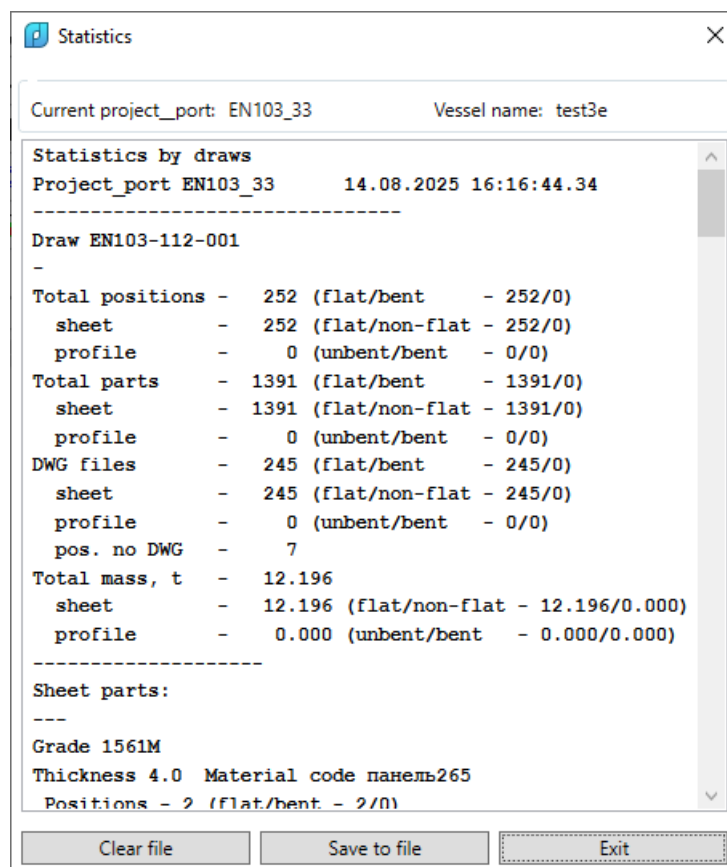 Statistics
Current project__port: EN103_33 Vessel name: test3e
Statistics by draws
Project_port EN103_33 14.08.2025 16:16:44.34
--------------------------------
Draw EN103-112-001
-
Total positions - 252 (flat/bent - 252/0)
sheet - 252 (flat/non-flat - 252/0)
profile - 0 (unbent/bent - 0/0)
Total parts - 1391 (flat/bent - 1391/0)
sheet - 1391 (flat/non-flat - 1391/0)
profile - 0 (unbent/bent - 0/0)
DWG files - 245 (flat/bent - 245/0)
sheet - 245 (flat/non-flat - 245/0)
profile - 0 (unbent/bent - 0/0)
pos. no DWG - 7
Total mass, t - 12.196
sheet - 12.196 (flat/non-flat - 12.196/0.000)
profile - 0.000 (unbent/bent - 0.000/0.000)
--------------------
Sheet parts:
---
Grade 1561M
Thickness 4.0 Material code панель265
Positions - 2 (flat/bent - 2/0)
Clear file Save to file Exit